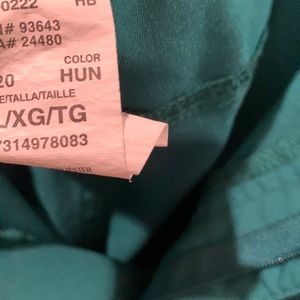 -0222 HB
N# 93643
A# 24480
COLOR
20 HUN
E/TALLA/TAILLE
L/XG/TG
7314978083